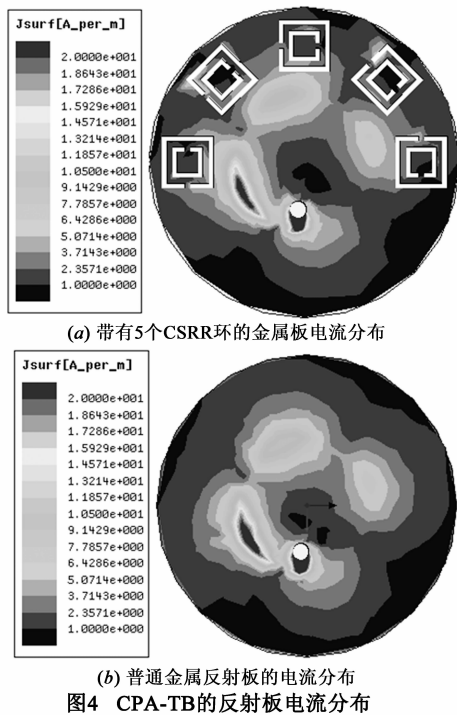 Jsurf[A_per_m]
2.0000e+001
1.8643e+001
1.7286e+001
1.5929e+001
1.4571e+001
1.3214e+001
1.1857e+001
1.0500e+001
9.1429e+000
7.7857e+000
6.4286e+000
5.0714e+000
3.7143e+000
2.3571e+000
1.0000e+000
(a) 带有5个CSRR环的金属板电流分布
Jsurf[A_per_m]
2.0000e+001
1.8643e+001
1.7286e+001
1.5929e+001
1.4571e+001
1.3214e+001
1.1857e+001
1.0500e+001
9.1429e+000
7.7857e+000
6.4286e+000
5.0714e+000
3.7143e+000
2.3571e+000
1.0000e+000
(b) 普通金属反射板的电流分布
图4 CPA-TB的反射板电流分布